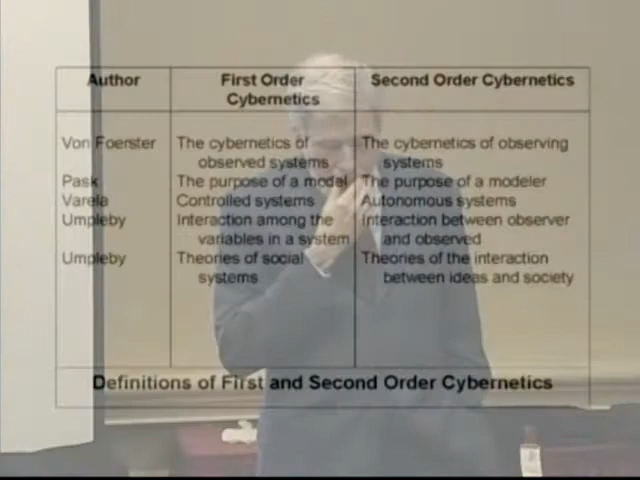 Author First Order Second Order Cybernetics
Cybernetics
Von Foerster The cybernetics of The cybernetics of observing
observed systems systems
Pask The purpose of a model The purpose of a modeler
Varela Controlled systems Autonomous systems
Umpleby Interaction among the Interaction between observer
variables in a system and observed
Umpleby Theories of social Theories of the interaction
systems between ideas and society
Definitions of First and Second Order Cybernetics